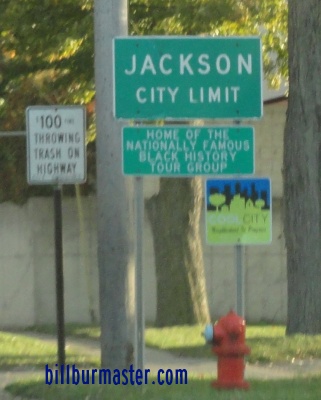 JACKSON
CITY LIMIT
HOME OF THE
NATIONALLY FAMOUS
BLACK HISTORY
TOUR GROUP
$100 FINE
THROWING
TRASH ON
HIGHWAY
CITY
billburmaster.com